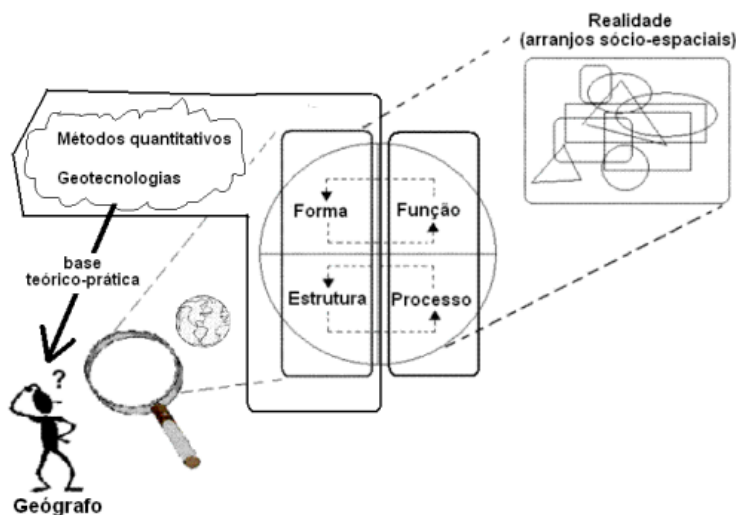 Realidade
(arranjos sócio-espaciais)
Métodos quantitativos
Geotecnologias
Forma
Função
base
teórico-prática
Estrutura
Processo
?
Geógrafo